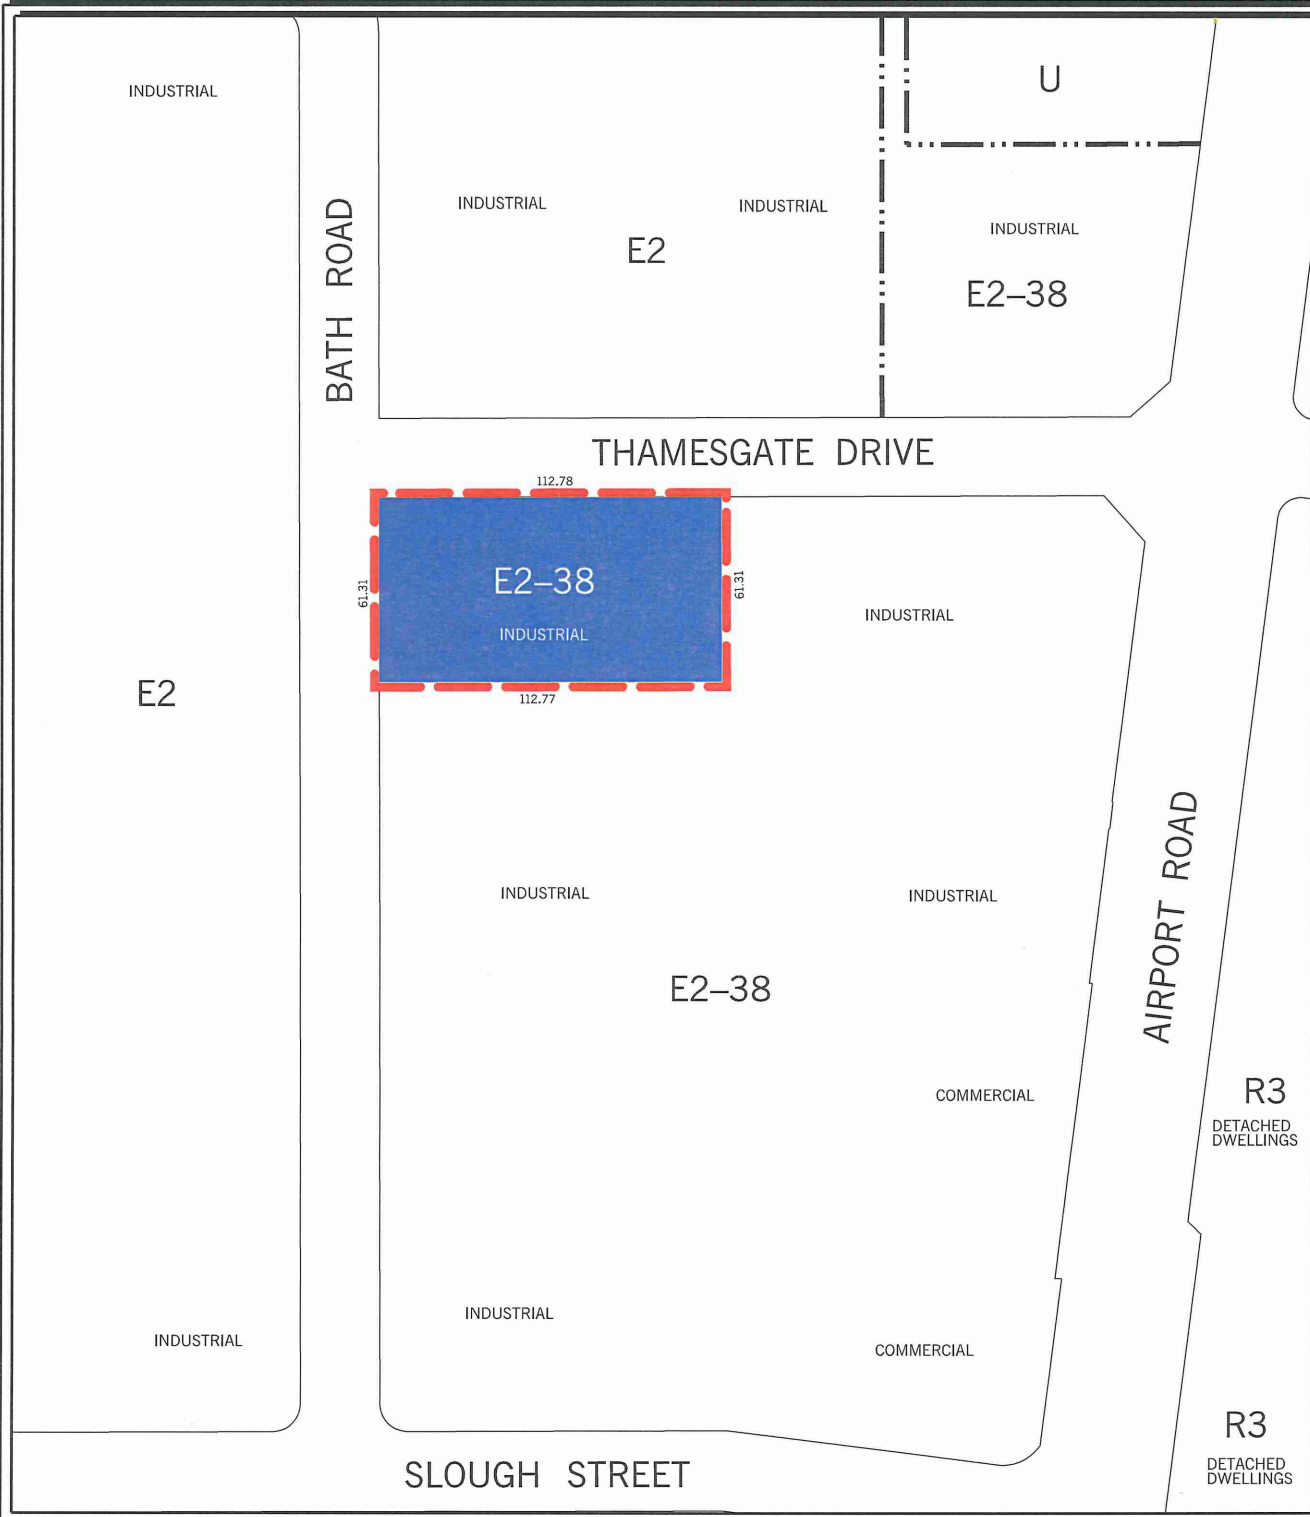 U
INDUSTRIAL
INDUSTRIAL
INDUSTRIAL
INDUSTRIAL
E2
E2–38
BATH ROAD
THAMESGATE DRIVE
112.78
61.31
E2–38
INDUSTRIAL
61.31
112.77
INDUSTRIAL
E2
INDUSTRIAL
INDUSTRIAL
E2–38
AIRPORT ROAD
COMMERCIAL
R3
DETACHED
DWELLINGS
INDUSTRIAL
INDUSTRIAL
COMMERCIAL
R3
DETACHED
DWELLINGS
SLOUGH STREET